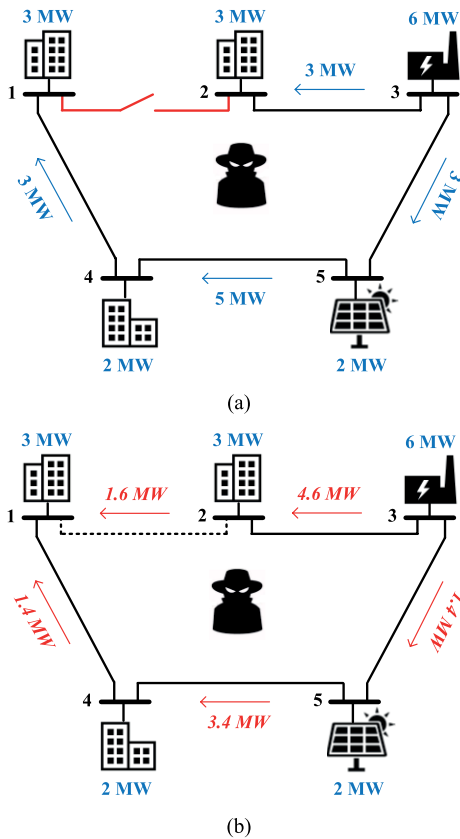 3 MW 3 MW 6 MW
3 MW
1 2 3
3 MW 3 MW
4 5
5 MW
2 MW 2 MW
(a)
3 MW 3 MW 6 MW
1.6 MW 4.6 MW
1 2 3
1.4 MW 1.4 MW
4 5
3.4 MW
2 MW 2 MW
(b)